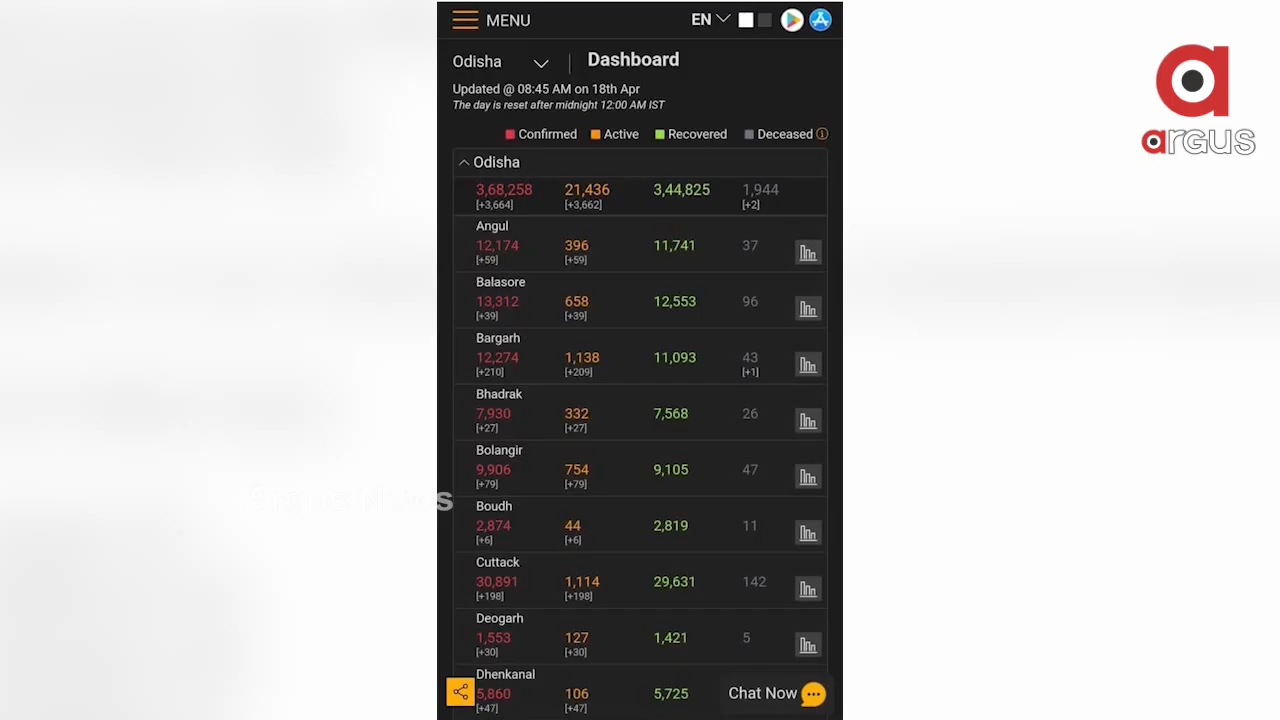 MENU EN
Odisha Dashboard
Updated @ 08:45 AM on 18th Apr
The day is reset after midnight 12:00 AM IST
Confirmed Active Recovered Deceased
Odisha
3,68,258 21,436 3,44,825 1,944
[+3,664] [+3,662] [+2]
Angul
12,174 396 11,741 37
[+59] [+59]
Balasore
13,312 658 12,553 96
[+39] [+39]
Bargarh
12,274 1,138 11,093 43
[+210] [+209] [+1]
Bhadrak
7,930 332 7,568 26
[+27] [+27]
Bolangir
9,906 754 9,105 47
[+79] [+79]
Boudh
2,874 44 2,819 11
[+6] [+6]
Cuttack
30,891 1,114 29,631 142
[+198] [+198]
Deogarh
1,553 127 1,421 5
[+30] [+30]
Dhenkanal
5,860 106 5,725
[+47] [+47]
Chat Now
argus
Argus News